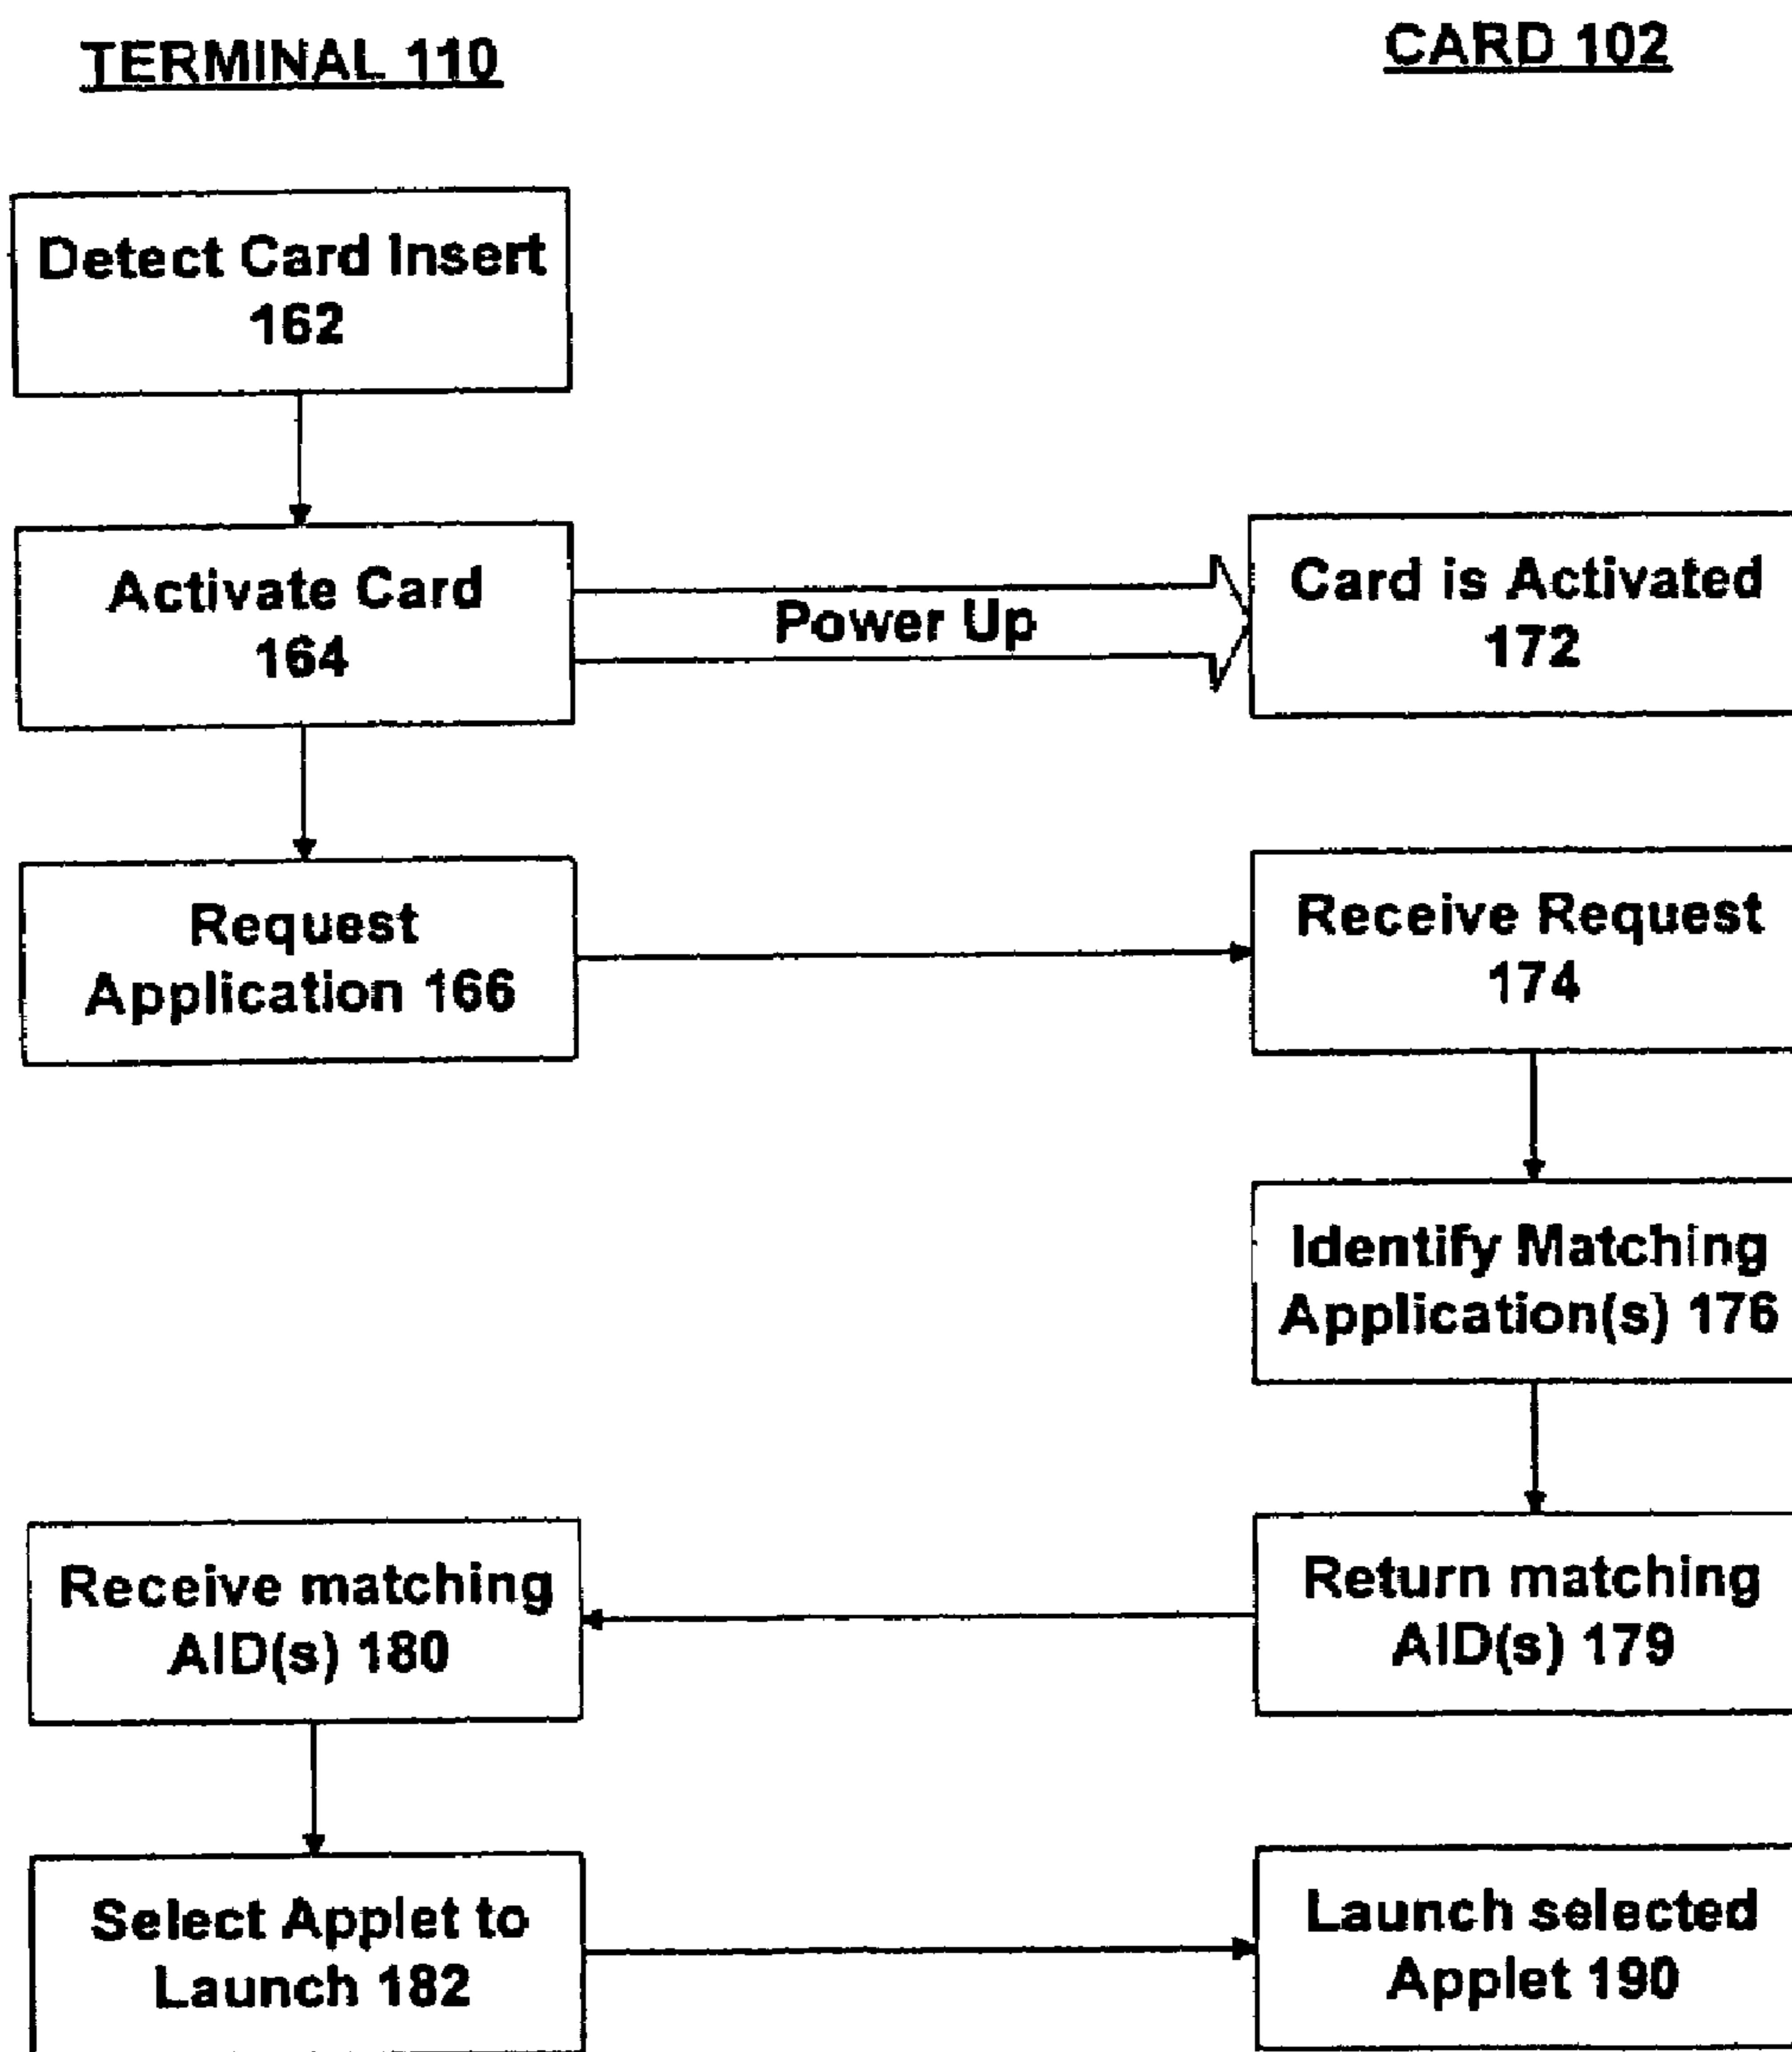 TERMINAL 110
CARD 102
Detect Card Insert
162
Activate Card
164
Power Up
Card is Activated
172
Request
Application 166
Receive Request
174
Identify Matching
Application(s) 176
Receive matching
AID(s) 180
Return matching
AID(s) 179
Select Applet to
Launch 182
Launch selected
Applet 190